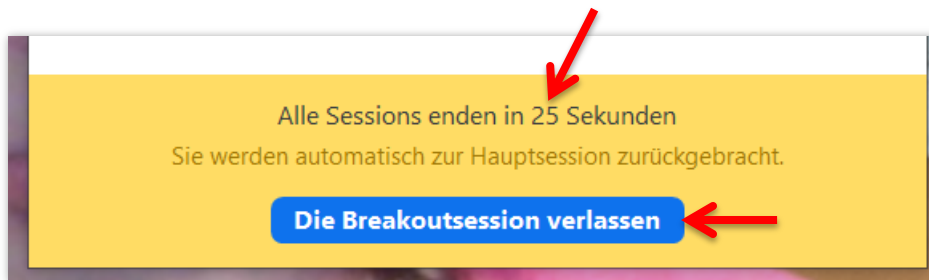 Alle Sessions enden in 25 Sekunden
Sie werden automatisch zur Hauptsession zurückgebracht.
Die Breakoutsession verlassen